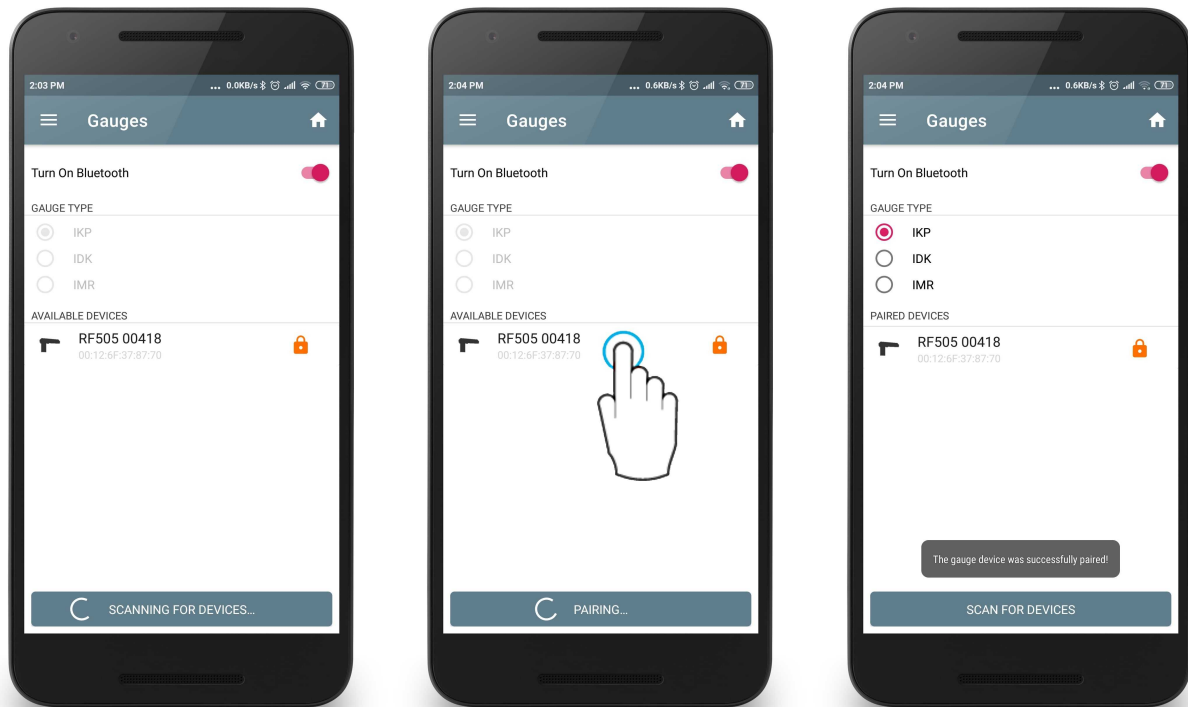 2:03 PM
... 0.0KB/s 71
Gauges
Turn On Bluetooth
GAUGE TYPE
IKP
IDK
IMR
AVAILABLE DEVICES
RF505 00418
00:12:6F:37:87:70
SCANNING FOR DEVICES...
2:04 PM
... 0.6KB/s 71
Gauges
Turn On Bluetooth
GAUGE TYPE
IKP
IDK
IMR
AVAILABLE DEVICES
RF505 00418
00:12:6F:37:87:70
PAIRING...
2:04 PM
... 0.6KB/s 71
Gauges
Turn On Bluetooth
GAUGE TYPE
IKP
IDK
IMR
PAIRED DEVICES
RF505 00418
00:12:6F:37:87:70
The gauge device was successfully paired!
SCAN FOR DEVICES